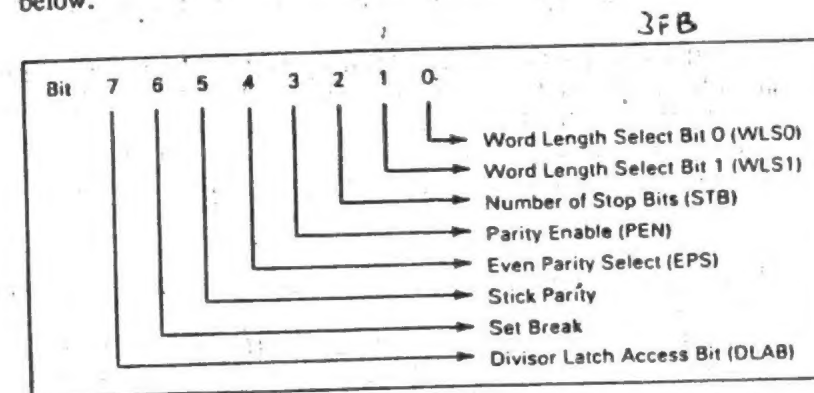 below.
3FB
Bit 7 6 5 4 3 2 1 0
Word Length Select Bit 0 (WLS0)
Word Length Select Bit 1 (WLS1)
Number of Stop Bits (STB)
Parity Enable (PEN)
Even Parity Select (EPS)
Stick Parity
Set Break
Divisor Latch Access Bit (DLAB)